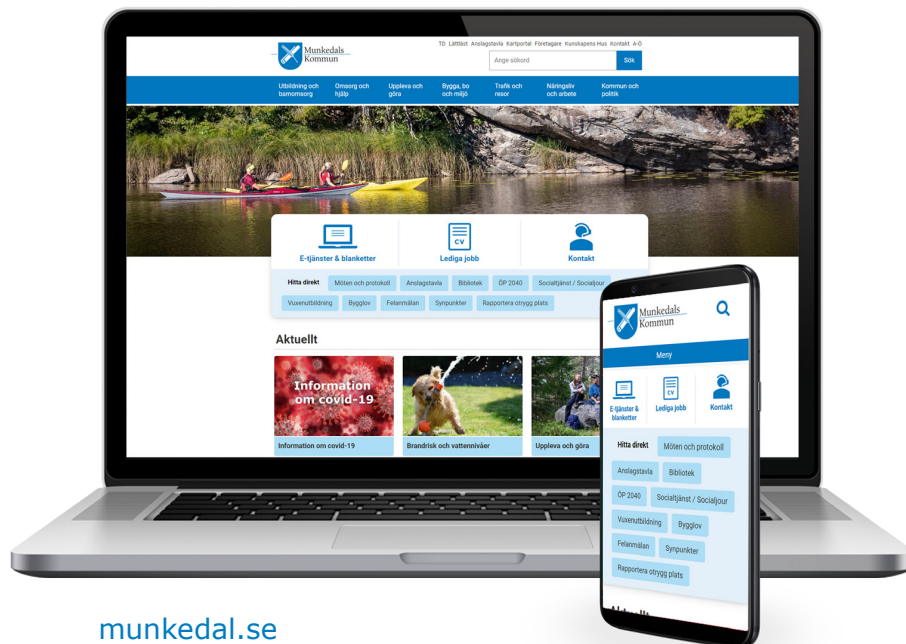 Munkedals
Kommun
TD Lättläst Anslagstavla Kartportal Företagare Kunskapens Hus Kontakt A-Ö
Ange sökord
Sök
Utbildning och barnomsorg
Omsorg och hjälp
Uppleva och göra
Bygga, bo och miljö
Trafik och resor
Näringsliv och arbete
Kommun och politik
E-tjänster & blanketter
CV
Lediga jobb
Kontakt
Hitta direkt Möten och protokoll Anslagstavla Bibliotek ÖP 2040 Socialtjänst / Socialjour
Vuxenutbildning Bygglov Felanmälan Synpunkter Rapportera otrygg plats
Aktuellt
Information
om covid-19
Information om covid-19
Brandrisk och vattennivåer
Uppleva och göra
Munkedals
Kommun
Meny
E-tjänster &
blanketter
CV
Lediga jobb
Kontakt
Hitta direkt Möten och protokoll
Anslagstavla Bibliotek
ÖP 2040 Socialtjänst / Socialjour
Vuxenutbildning Bygglov
Felanmälan Synpunkter
Rapportera otrygg plats
munkedal.se